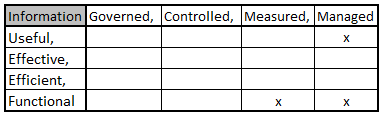 Information Governed, Controlled, Measured, Managed
Useful, x
Effective,
Efficient,
Functional x x